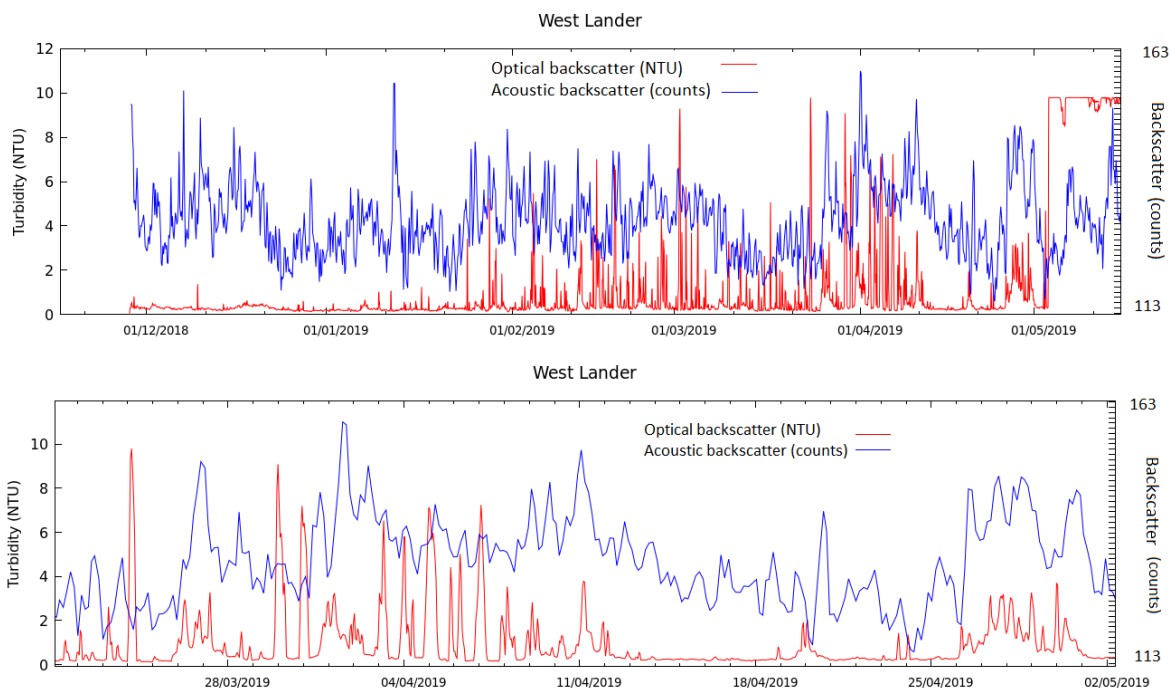 West Lander
12
163
Optical backscatter (NTU)
Acoustic backscatter (counts)
10
8
6
4
2
0
Turbidity (NTU)
Backscatter (counts)
113
01/12/2018
01/01/2019
01/02/2019
01/03/2019
01/04/2019
01/05/2019
West Lander
163
Optical backscatter (NTU)
Acoustic backscatter (counts)
10
8
6
4
2
0
Turbidity (NTU)
Backscatter (counts)
113
28/03/2019
04/04/2019
11/04/2019
18/04/2019
25/04/2019
02/05/2019